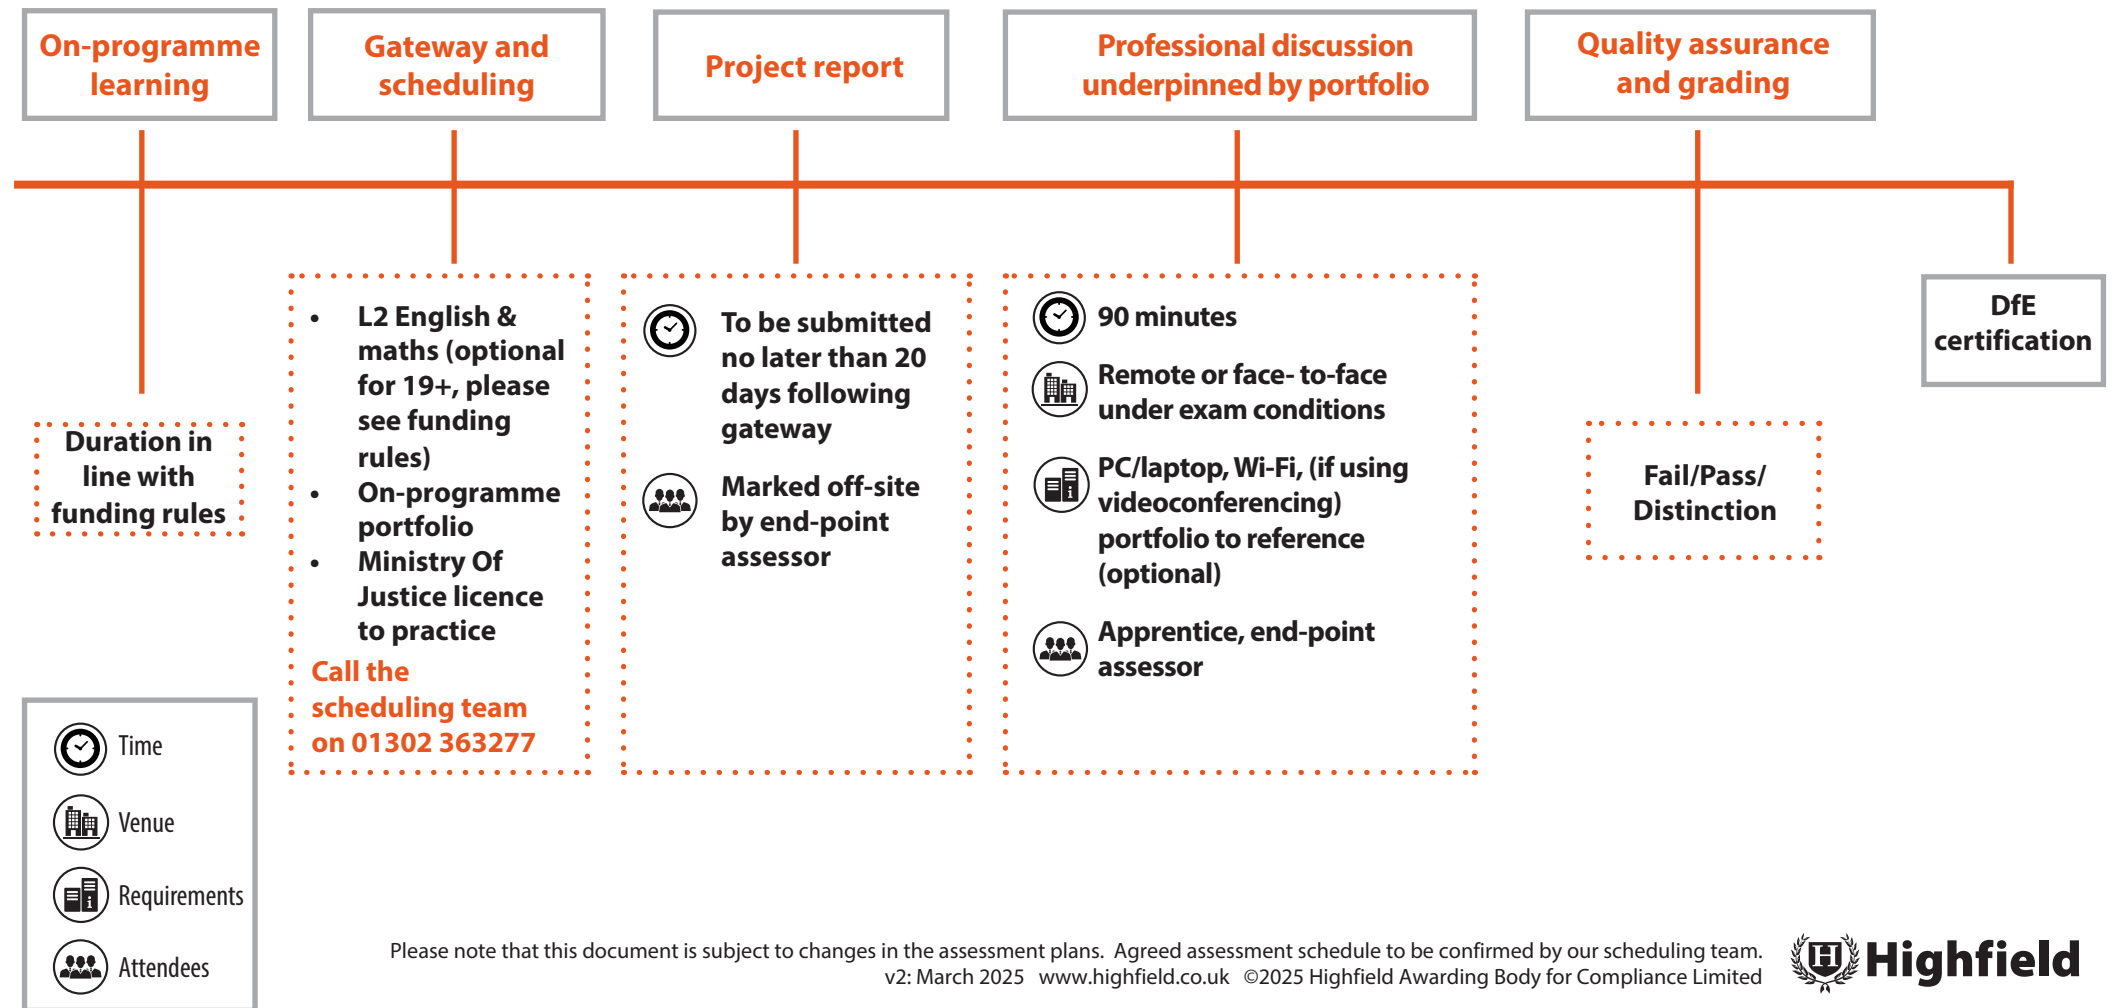 On-programme
learning
Gateway and
scheduling
Project report
Professional discussion
underpinned by portfolio
Quality assurance
and grading
Duration in
line with
funding rules
• L2 English &
maths (optional
for 19+, please
see funding
rules)
• On-programme
portfolio
• Ministry Of
Justice licence
to practice
Call the
scheduling team
on 01302 363277
To be submitted
no later than 20
days following
gateway
Marked off-site
by end-point
assessor
90 minutes
Remote or face- to-face
under exam conditions
PC/laptop, Wi-Fi, (if using
videoconferencing)
portfolio to reference
(optional)
Apprentice, end-point
assessor
Fail/Pass/
Distinction
DfE
certification
Time
Venue
Requirements
Attendees
Please note that this document is subject to changes in the assessment plans. Agreed assessment schedule to be confirmed by our scheduling team.
v2: March 2025 www.highfield.co.uk ©2025 Highfield Awarding Body for Compliance Limited
H Highfield